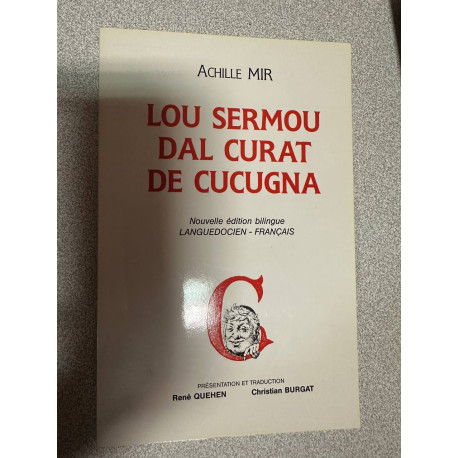 ACHILLE MIR
LOU SERMOU
DAL CURAT
DE CUCUGNA
Nouvelle édition bilingue
LANGUEDOCIEN - FRANÇAIS
C
PRÉSENTATION ET TRADUCTION
René QUEHEN Christian BURGAT